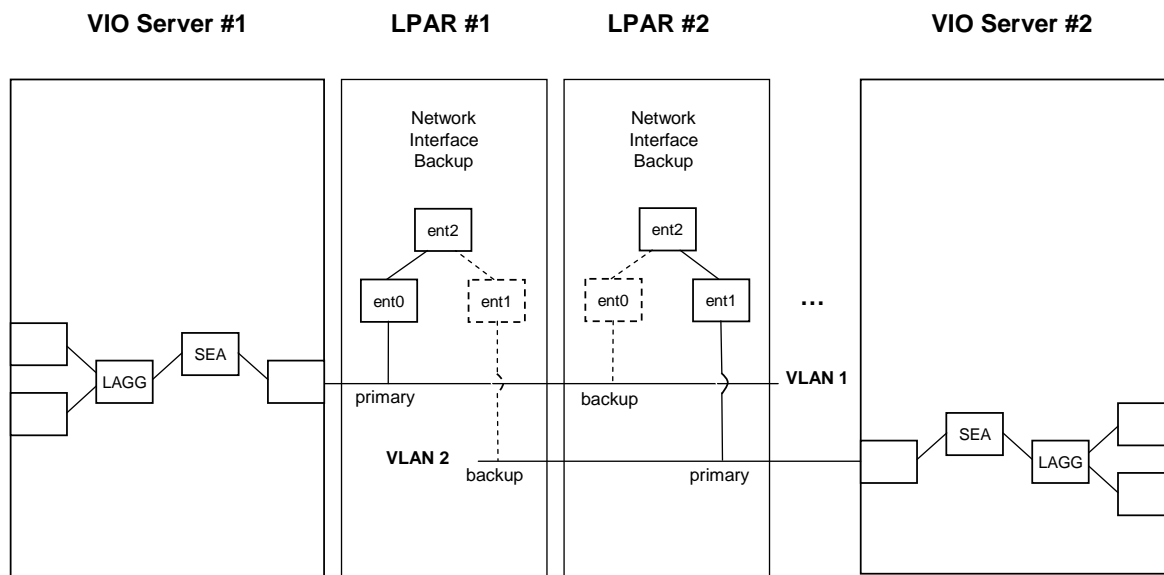 VIO Server #1
LPAR #1
LPAR #2
VIO Server #2
Network
Interface
Backup
Network
Interface
Backup
ent2
ent2
ent0
ent1
ent0
ent1
...
SEA
LAGG
primary
backup
VLAN 1
VLAN 2
backup
primary
SEA
LAGG